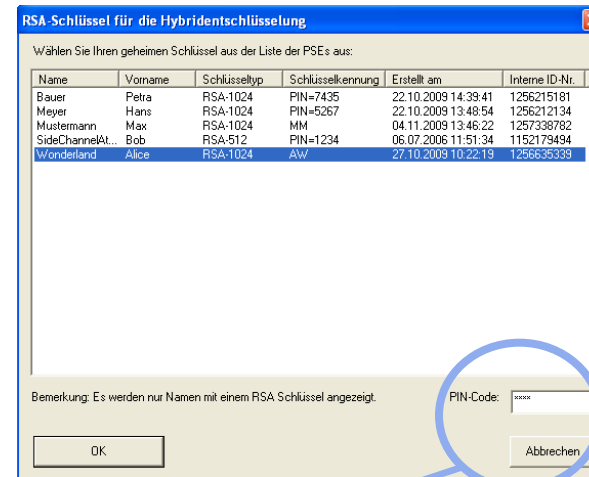 RSA-Schlüssel für die Hybridentschlüsselung
Wählen Sie Ihren geheimen Schlüssel aus der Liste der PSEs aus:
Name Vorname Schlüsseltyp Schlüsselkennung Erstellt am Interne ID-Nr.
Bauer Petra RSA-1024 PIN=7435 22.10.2009 14:39:41 1256215181
Meyer Hans RSA-1024 PIN=5267 22.10.2009 13:48:54 1256212134
Mustermann Max RSA-1024 MM 04.11.2009 13:46:22 1257338782
SideChannelAt... Bob RSA-512 PIN=1234 06.07.2006 11:51:34 1152179494
Wonderland Alice RSA-1024 AW 27.10.2009 10:22:19 1256635339
Bemerkung: Es werden nur Namen mit einem RSA Schlüssel angezeigt. PIN-Code: xxxx
OK Abbrechen